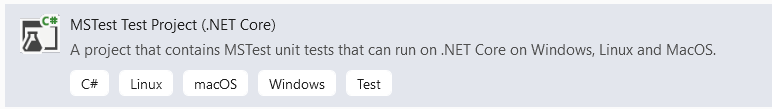 C#
MSTest Test Project (.NET Core)
A project that contains MSTest unit tests that can run on .NET Core on Windows, Linux and MacOS.
C# Linux macOS Windows Test